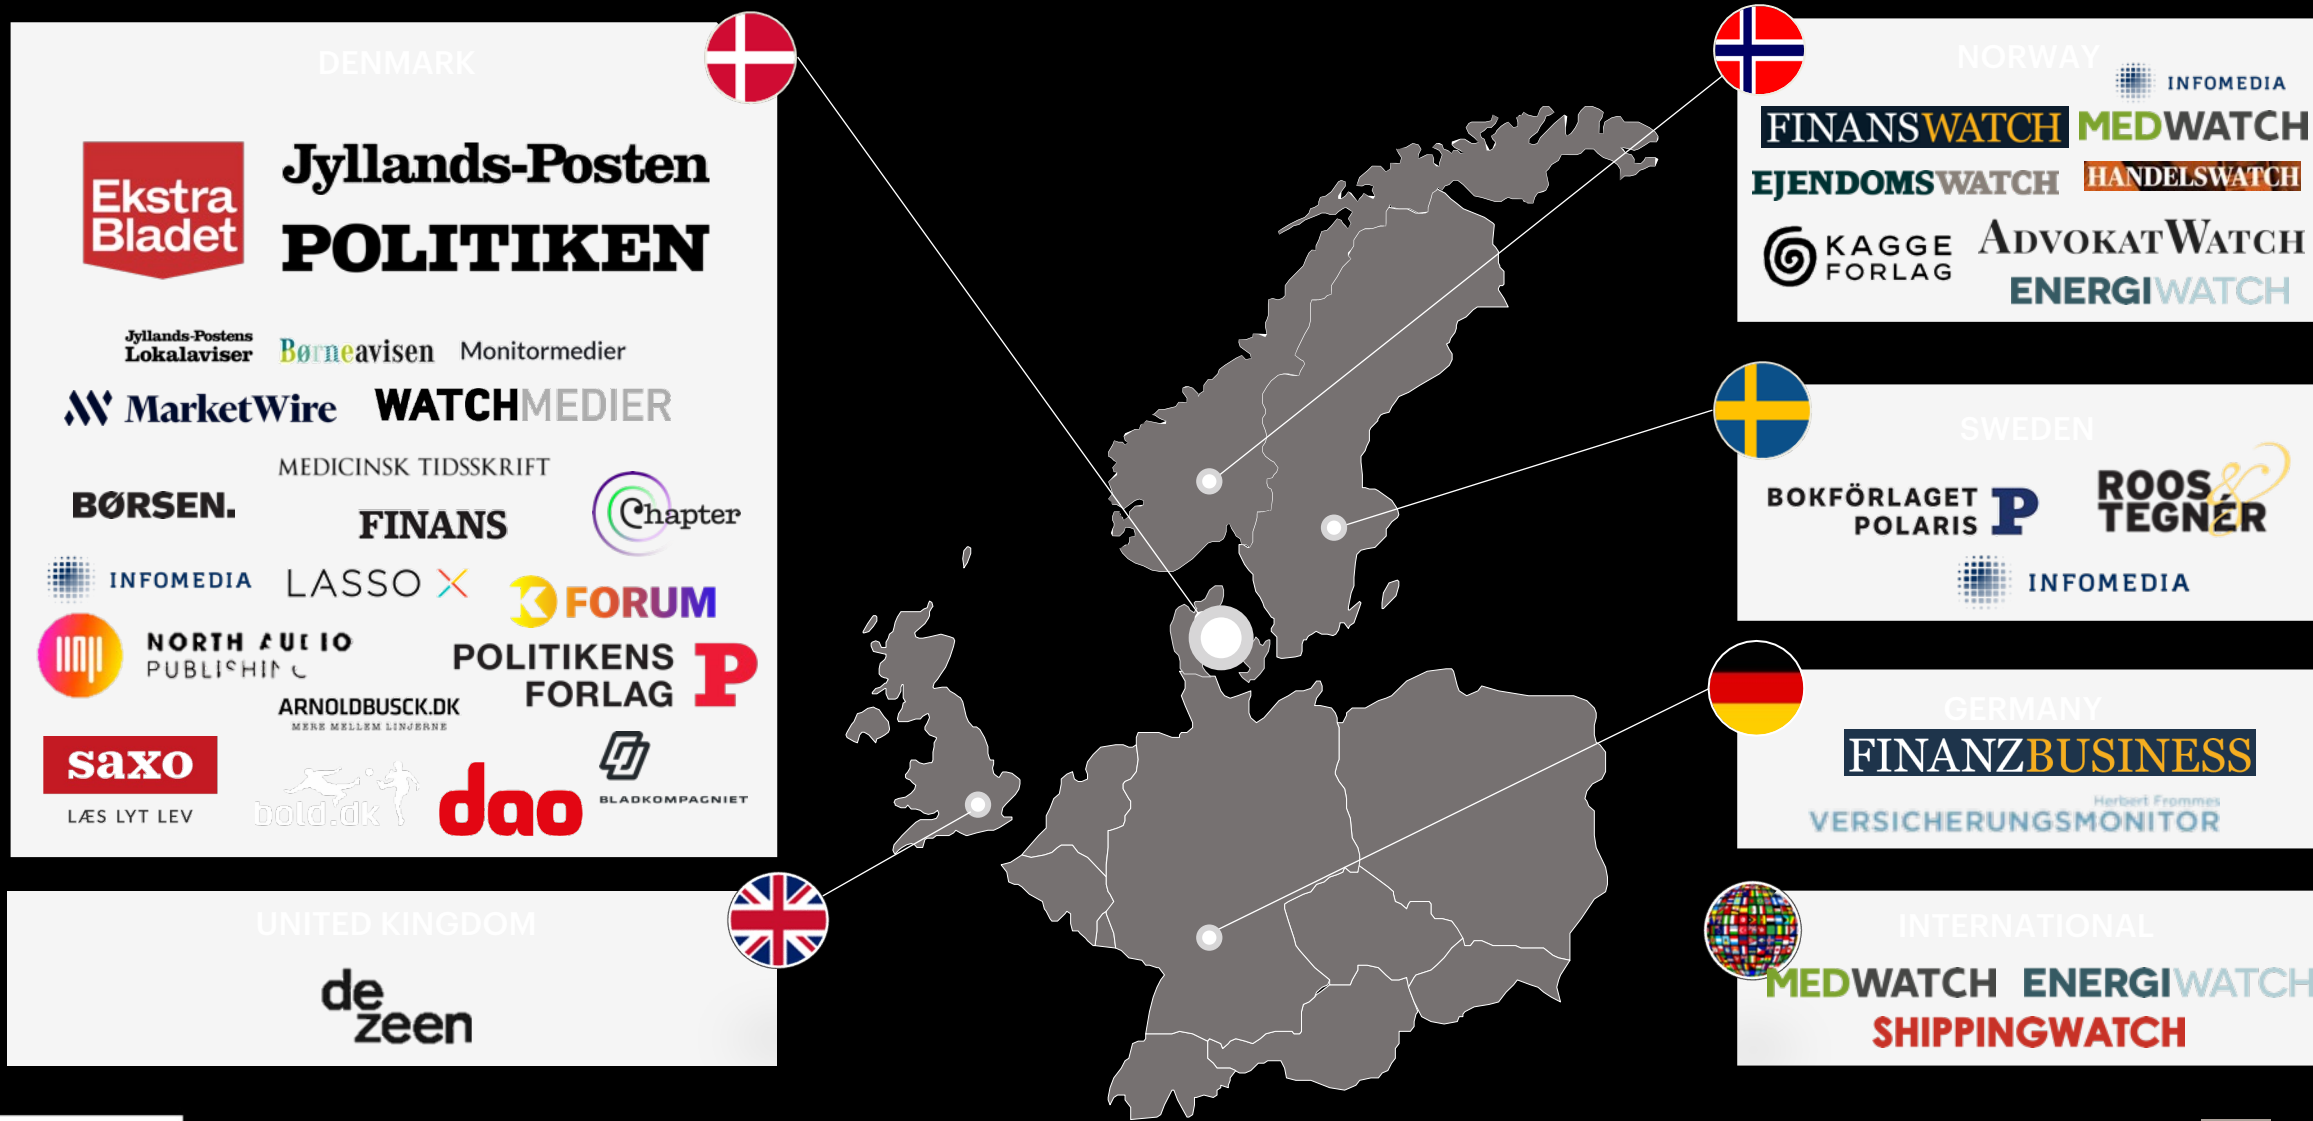 DENMARK
Ekstra
Bladet
Jyllands-Posten
POLITIKEN
Jyllands-Postens
Lokalaviser
Børneavisen
Monitormedier
MarketWire
WATCHMEDIER
MEDICINSK TIDSSKRIFT
BØRSEN.
FINANS
Chapter
INFOMEDIA
LASSO X
K FORUM
NORTH AUDIO
PUBLISHING
POLITIKENS
FORLAG P
ARNOLDBUSCK.DK
MERE MELLEM LINJERNE
saxo
LÆS LYT LEV
bold.dk
dao
BLADKOMPAGNIET
UNITED KINGDOM
de
zeen
NORWAY
INFOMEDIA
FINANSWATCH
MEDWATCH
EJENDOMSWATCH
HANDELSWATCH
KAGGE
FORLAG
ADVOKATWATCH
ENERGIWATCH
SWEDEN
BOKFÖRLAGET
POLARIS P
ROOS &
TEGNÉR
INFOMEDIA
GERMANY
FINANZBUSINESS
Herbert Frommes
VERSICHERUNGSMONITOR
INTERNATIONAL
MEDWATCH
ENERGIWATCH
SHIPPINGWATCH